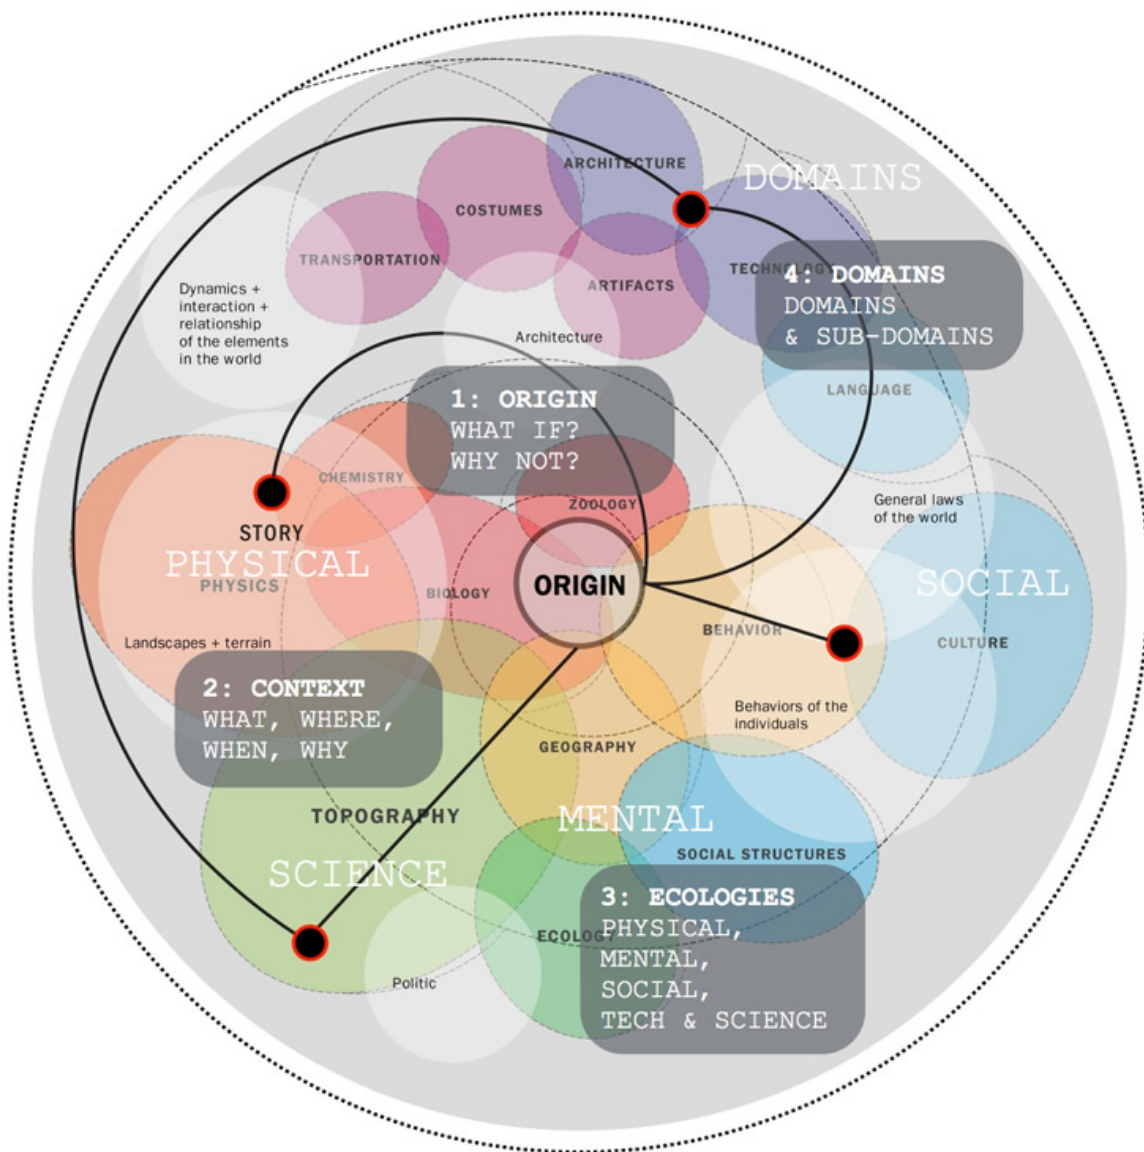 ARCHITECTURE
DOMAINS
COSTUMES
TRANSPORTATION
TECHNOLOGY
ARTIFACTS
4: DOMAINS
DOMAINS
& SUB-DOMAINS
Dynamics +
interaction +
relationship
of the elements
in the world
Architecture
LANGUAGE
1: ORIGIN
WHAT IF?
WHY NOT?
CHEMISTRY
ZOOLOGY
General laws
of the world
STORY
PHYSICAL
PHYSICS
BIOLOGY
ORIGIN
SOCIAL
BEHAVIOR
CULTURE
Landscapes + terrain
2: CONTEXT
WHAT, WHERE,
WHEN, WHY
Behaviors of the
individuals
GEOGRAPHY
TOPOGRAPHY
MENTAL
SCIENCE
SOCIAL STRUCTURES
3: ECOLOGIES
PHYSICAL,
MENTAL,
SOCIAL,
TECH & SCIENCE
ECOLOGY
Politic